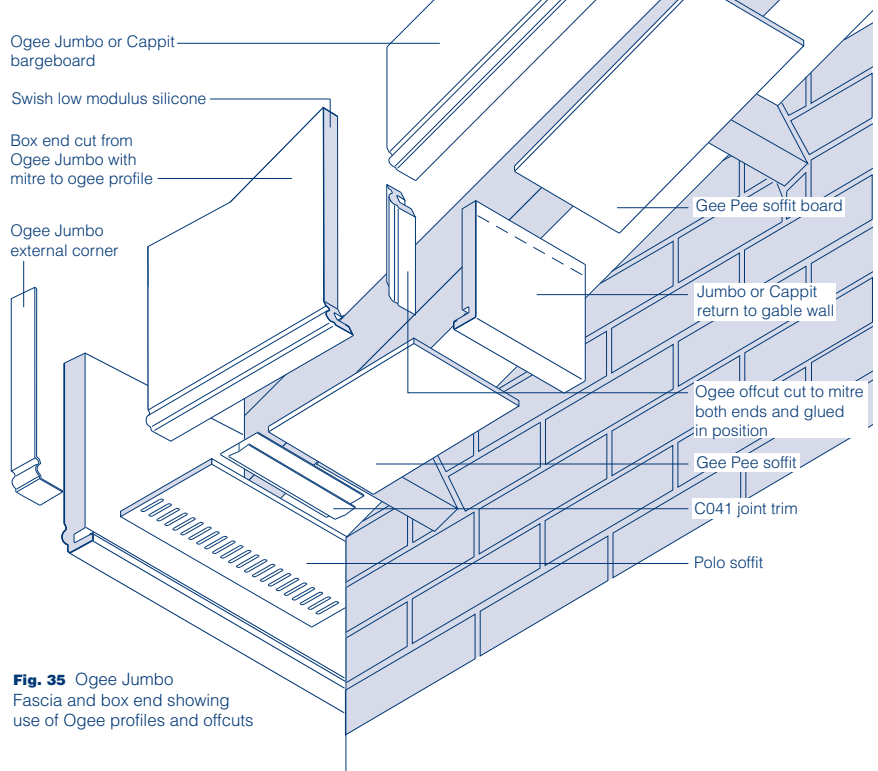 Ogee Jumbo or Cappit
bargeboard
Swish low modulus silicone
Box end cut from
Ogee Jumbo with
mitre to ogee profile
Ogee Jumbo
external corner
Gee Pee soffit board
Jumbo or Cappit
return to gable wall
Ogee offcut cut to mitre
both ends and glued
in position
Gee Pee soffit
C041 joint trim
Polo soffit
Fig. 35 Ogee Jumbo
Fascia and box end showing
use of Ogee profiles and offcuts